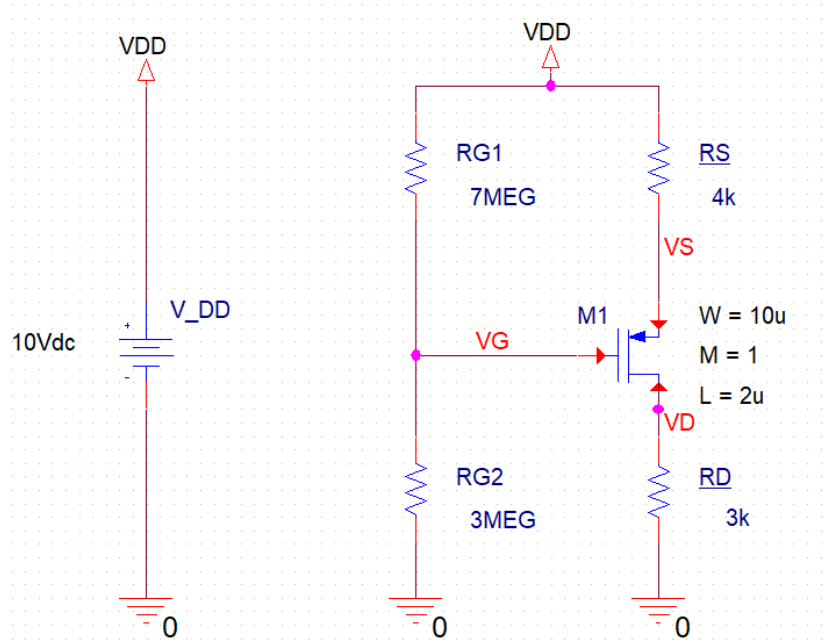 VDD
10Vdc
+
V_DD
-
0
VDD
RG1
7MEG
RS
4k
VS
VG
M1
W = 10u
M = 1
L = 2u
VD
RG2
3MEG
RD
3k
0
0